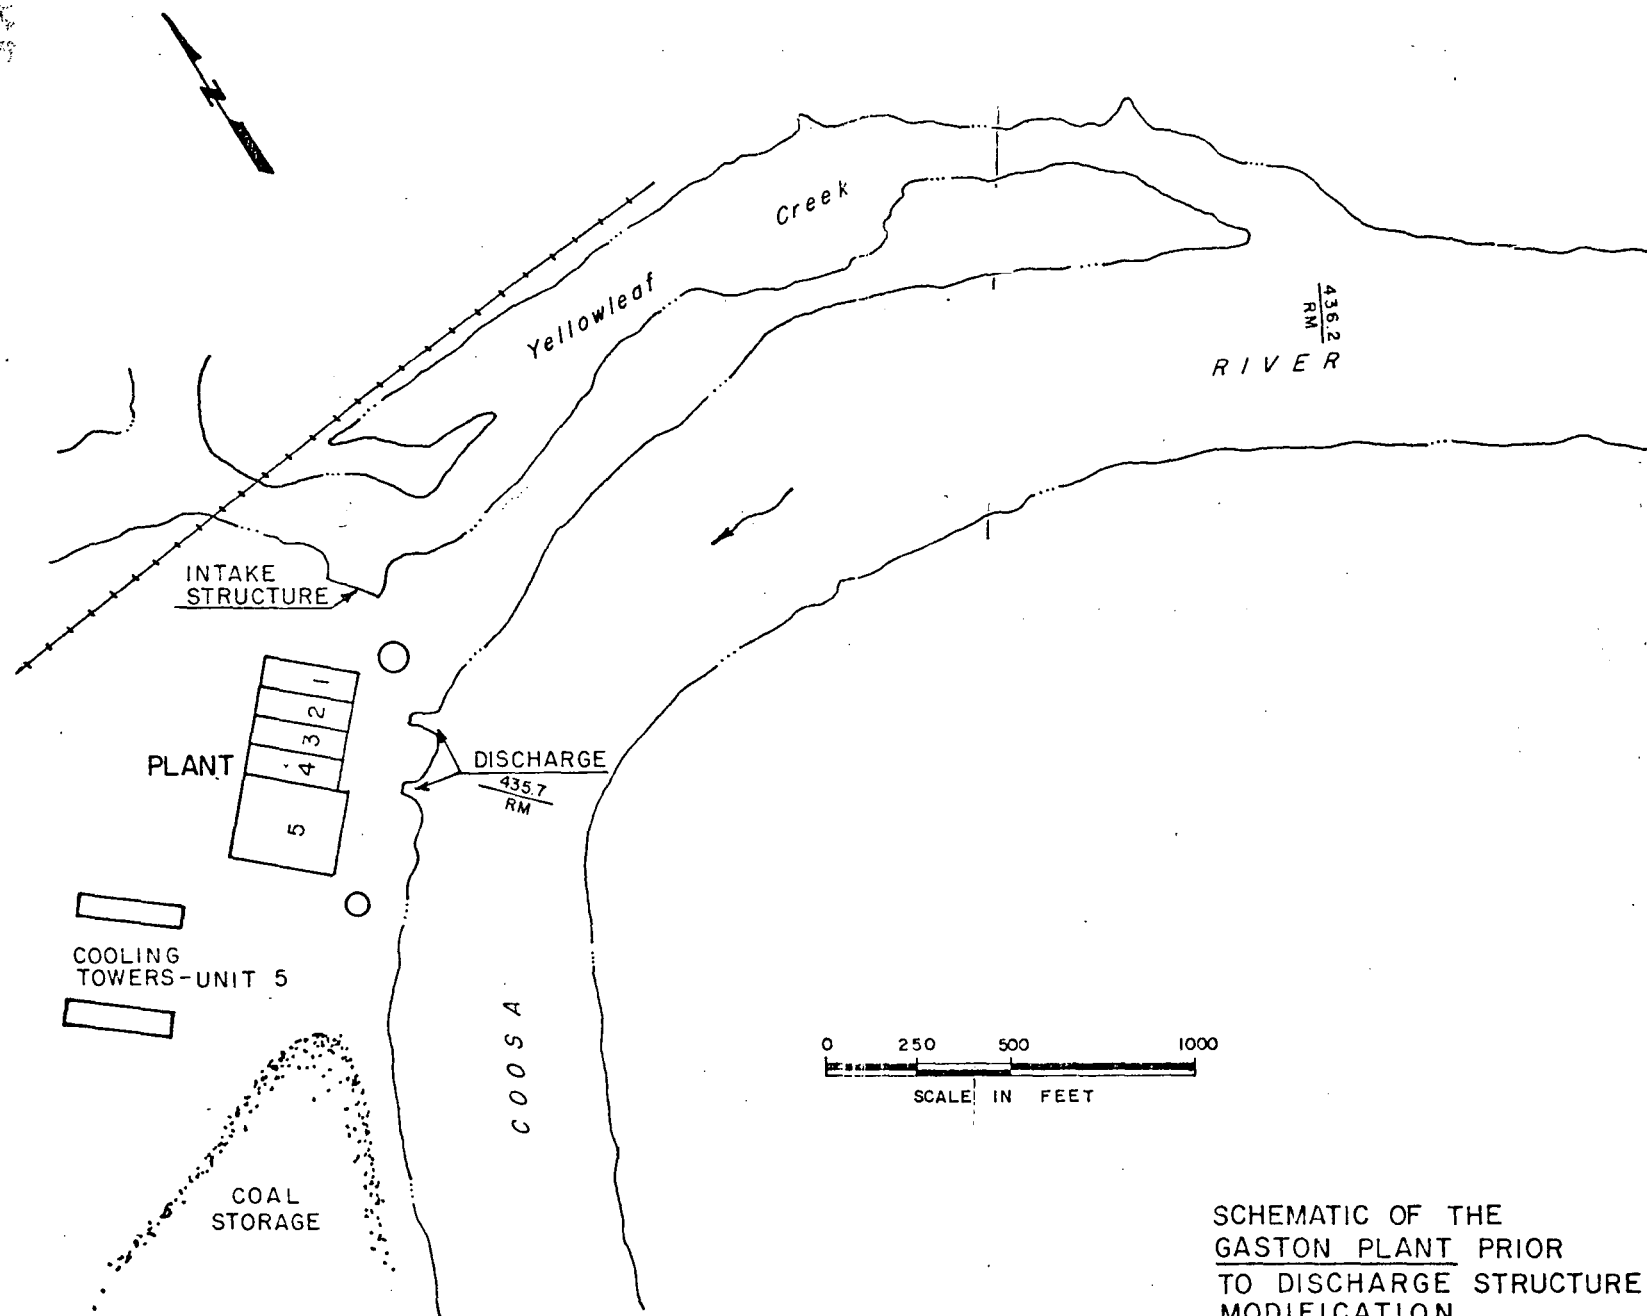 N
Creek
Yellowleaf
436.2
RM
RIVER
INTAKE
STRUCTURE
1
2
3
4
5
PLANT
DISCHARGE
435.7
RM
COOLING
TOWERS-UNIT 5
COOSA
0 250 500 1000
SCALE IN FEET
COAL
STORAGE
SCHEMATIC OF THE
GASTON PLANT PRIOR
TO DISCHARGE STRUCTURE
MODIFICATION